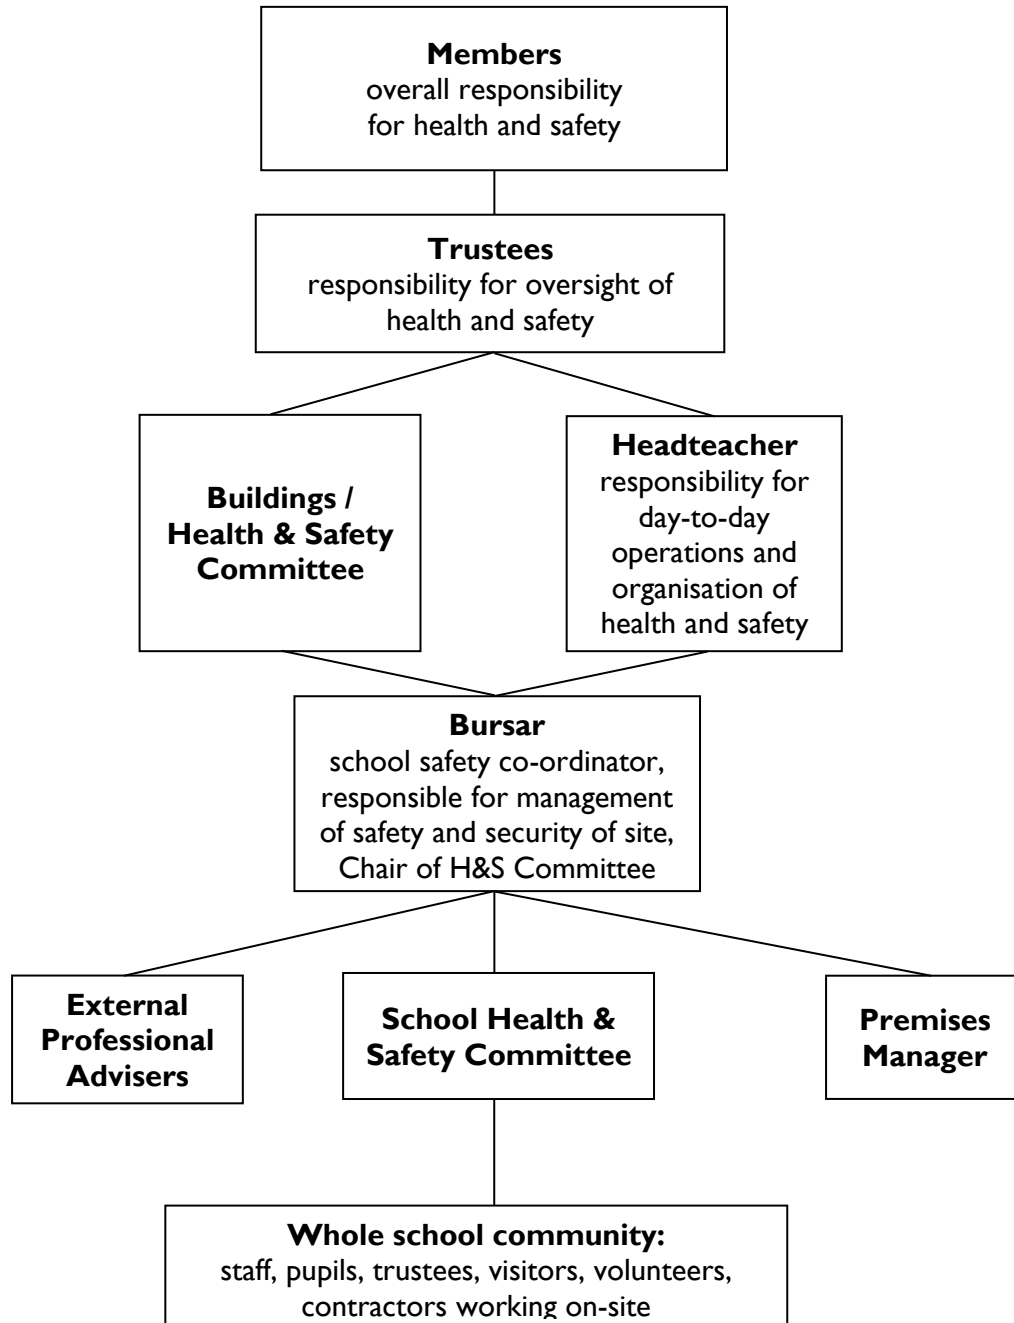 Members
overall responsibility
for health and safety
Trustees
responsibility for oversight of
health and safety
Buildings /
Health & Safety
Committee
Headteacher
responsibility for
day-to-day
operations and
organisation of
health and safety
Bursar
school safety co-ordinator,
responsible for management
of safety and security of site,
Chair of H&S Committee
External
Professional
Advisers
School Health &
Safety Committee
Premises
Manager
Whole school community:
staff, pupils, trustees, visitors, volunteers,
contractors working on-site